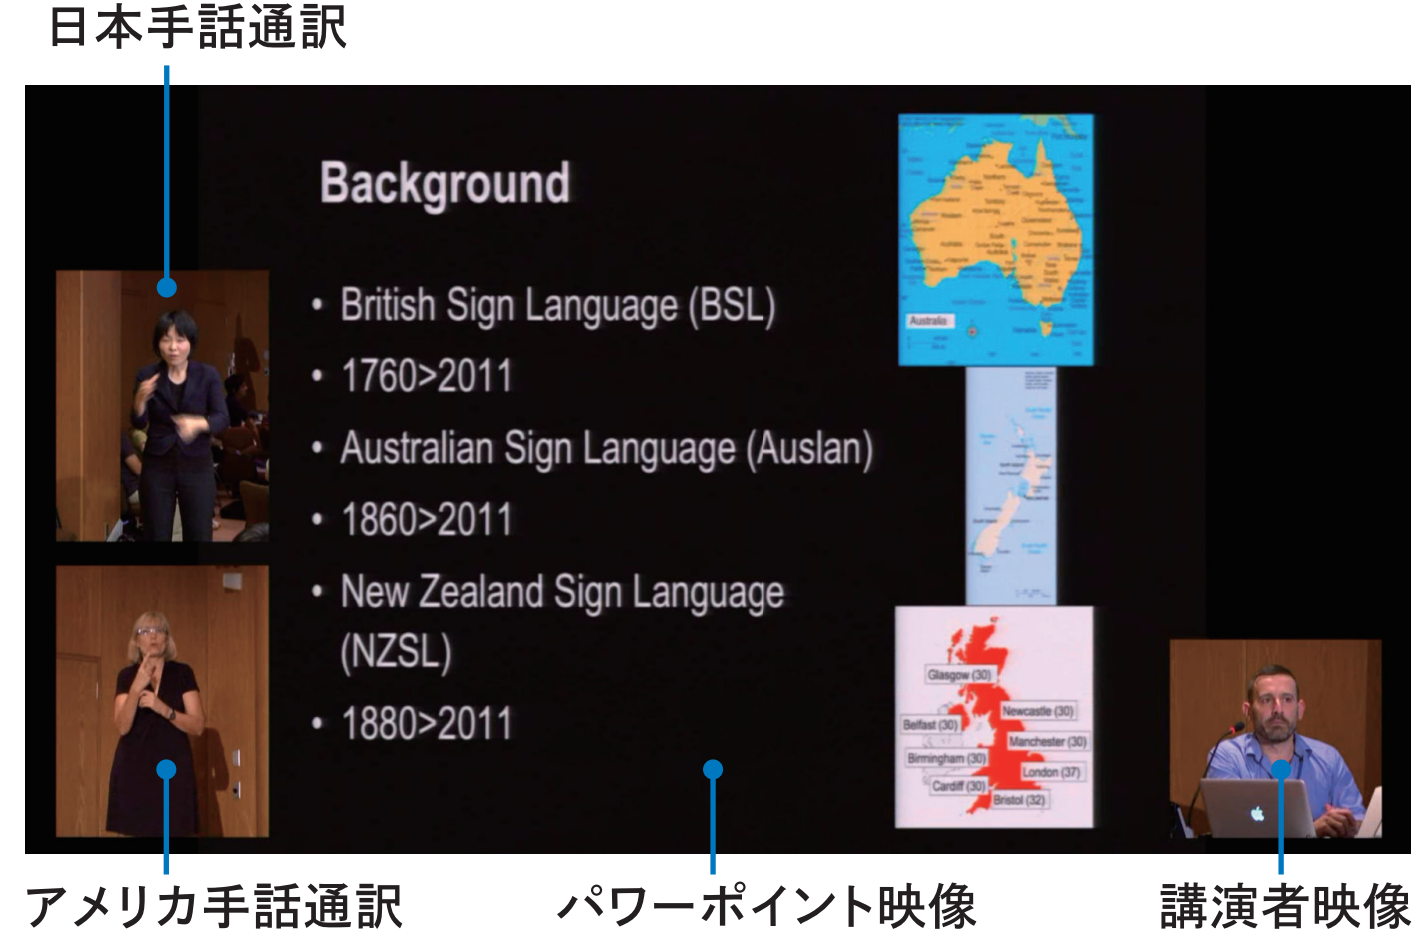 日本手話通訳
Background
• British Sign Language (BSL)
• 1760>2011
• Australian Sign Language (Auslan)
• 1860>2011
• New Zealand Sign Language
(NZSL)
• 1880>2011
Australia
Glasgow (30)
Newcastle (30)
Belfast (30)
Manchester (30)
Birmingham (30)
London (37)
Cardiff (30)
Bristol (32)
アメリカ手話通訳
パワーポイント映像
講演者映像